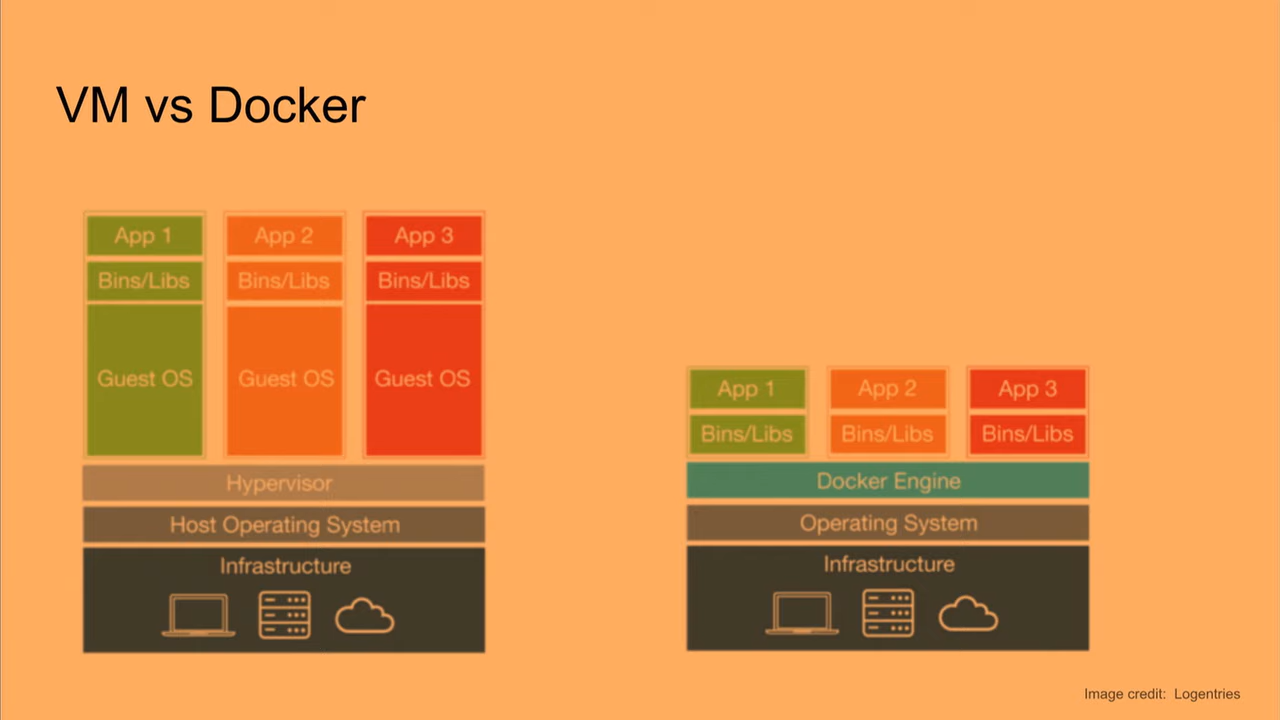 VM vs Docker
App 1
App 2
App 3
Bins/Libs
Bins/Libs
Bins/Libs
Guest OS
Guest OS
Guest OS
Hypervisor
Host Operating System
Infrastructure
App 1
App 2
App 3
Bins/Libs
Bins/Libs
Bins/Libs
Docker Engine
Operating System
Infrastructure
Image credit: Logentries